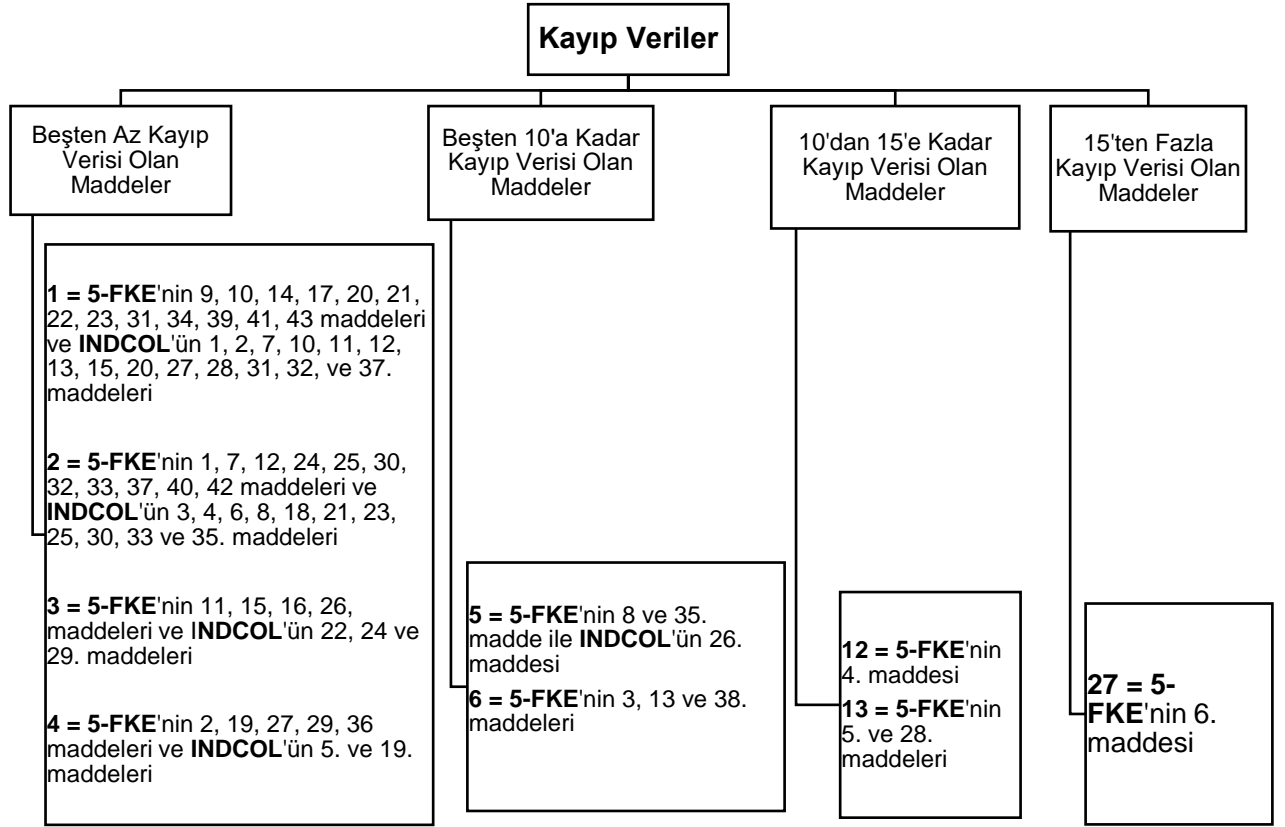 Kayıp Veriler
Beşten Az Kayıp
Verisi Olan
Maddeler
1 = 5-FKE'nin 9, 10, 14, 17, 20, 21,
22, 23, 31, 34, 39, 41, 43 maddeleri
ve INDCOL'ün 1, 2, 7, 10, 11, 12,
13, 15, 20, 27, 28, 31, 32, ve 37.
maddeleri
2 = 5-FKE'nin 1, 7, 12, 24, 25, 30,
32, 33, 37, 40, 42 maddeleri ve
INDCOL'ün 3, 4, 6, 8, 18, 21, 23,
25, 30, 33 ve 35. maddeleri
3 = 5-FKE'nin 11, 15, 16, 26,
maddeleri ve INDCOL'ün 22, 24 ve
29. maddeleri
4 = 5-FKE'nin 2, 19, 27, 29, 36
maddeleri ve INDCOL'ün 5. ve 19.
maddeleri
Beşten 10'a Kadar
Kayıp Verisi Olan
Maddeler
5 = 5-FKE'nin 8 ve 35.
madde ile INDCOL'ün 26.
maddesi
6 = 5-FKE'nin 3, 13 ve 38.
maddeleri
10'dan 15'e Kadar
Kayıp Verisi Olan
Maddeler
12 = 5-FKE'nin
4. maddesi
13 = 5-FKE'nin
5. ve 28.
maddeleri
15'ten Fazla
Kayıp Verisi Olan
Maddeler
27 = 5-
FKE'nin 6.
maddesi